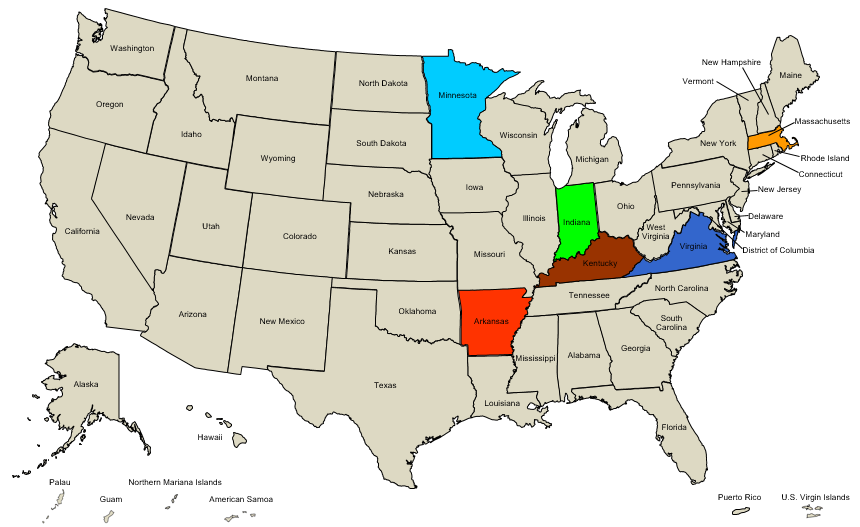 Washington
Montana
North Dakota
Minnesota
New Hampshire
Vermont
Maine
Oregon
Idaho
Wyoming
South Dakota
Wisconsin
Michigan
New York
Massachusetts
Rhode Island
Connecticut
New Jersey
Pennsylvania
Delaware
Maryland
District of Columbia
Nebraska
Iowa
Illinois
Indiana
Ohio
West
Virginia
Virginia
California
Nevada
Utah
Colorado
Kansas
Missouri
Kentucky
Arizona
New Mexico
Oklahoma
Arkansas
Tennessee
North Carolina
South
Carolina
Texas
Louisiana
Mississippi
Alabama
Georgia
Florida
Alaska
Hawaii
Palau
Guam
Northern Mariana Islands
American Samoa
Puerto Rico
U.S. Virgin Islands